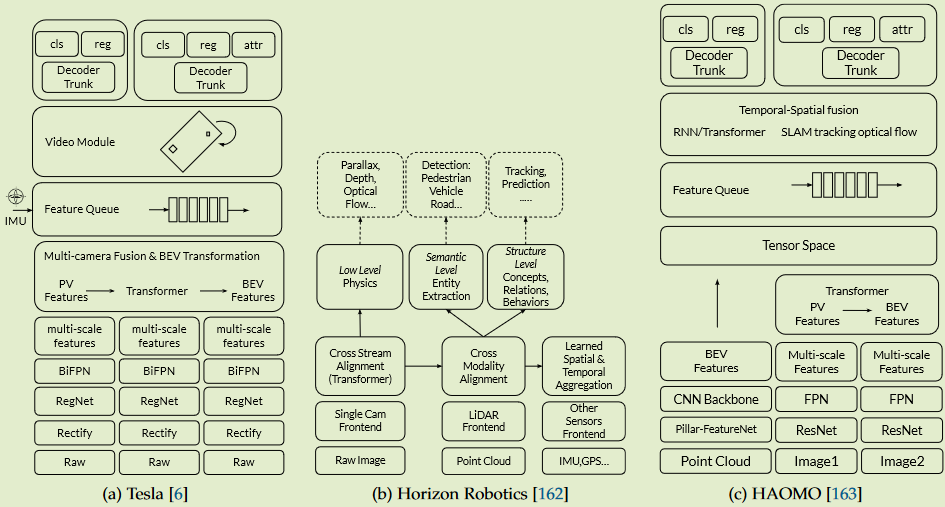 cls reg
cls reg attr
Decoder
Trunk
Decoder
Trunk
Video Module
IMU
Feature Queue
Multi-camera Fusion & BEV Transformation
PV
Features
Transformer
BEV
Features
multi-scale
features
multi-scale
features
multi-scale
features
BiFPN BiFPN BiFPN
RegNet RegNet RegNet
Rectify Rectify Rectify
Raw Raw Raw
(a) Tesla [6]
Parallax,
Depth,
Optical
Flow...
Detection:
Pedestrian
Vehicle
Road...
Tracking,
Prediction
.....
Low Level
Physics
Semantic
Level
Entity
Extraction
Structure
Level
Concepts,
Relations,
Behaviors
Cross Stream
Alignment
(Transformer)
Cross
Modality
Alignment
Learned
Spatial &
Temporal
Aggregation
Single Cam
Frontend
LiDAR
Frontend
Other
Sensors
Frontend
Raw Image
Point Cloud
IMU,GPS...
(b) Horizon Robotics [162]
cls reg
cls reg attr
Decoder
Trunk
Decoder
Trunk
Temporal-Spatial fusion
RNN/Transformer SLAM tracking optical flow
Feature Queue
Tensor Space
Transformer
PV
Features
BEV
Features
BEV
Features
Multi-scale
Features
Multi-scale
Features
CNN Backbone FPN FPN
Pillar-FeatureNet ResNet ResNet
Point Cloud Image1 Image2
(c) HAOMO [163]